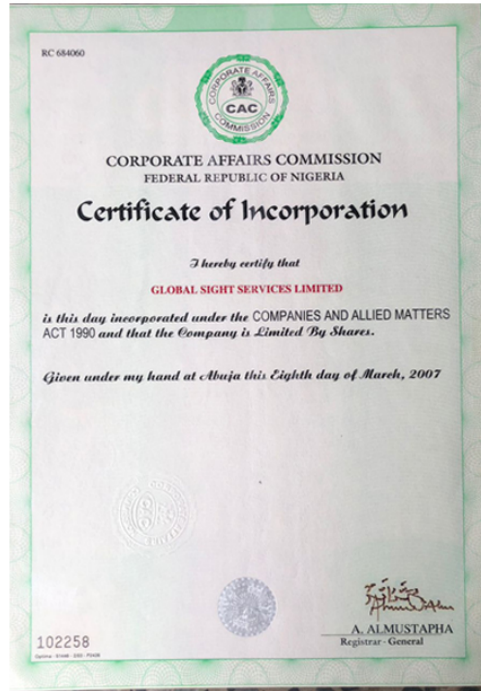 RC 684060
CORPORATE AFFAIRS
CAC
COMMISSION
CORPORATE AFFAIRS COMMISSION
FEDERAL REPUBLIC OF NIGERIA
Certificate of Incorporation
I hereby certify that
GLOBAL SIGHT SERVICES LIMITED
is this day incorporated under the COMPANIES AND ALLIED MATTERS
ACT 1990 and that the Company is Limited By Shares.
Given under my hand at Abuja this Eighth day of March, 2007
A. ALMUSTAPHA
Registrar - General
102258